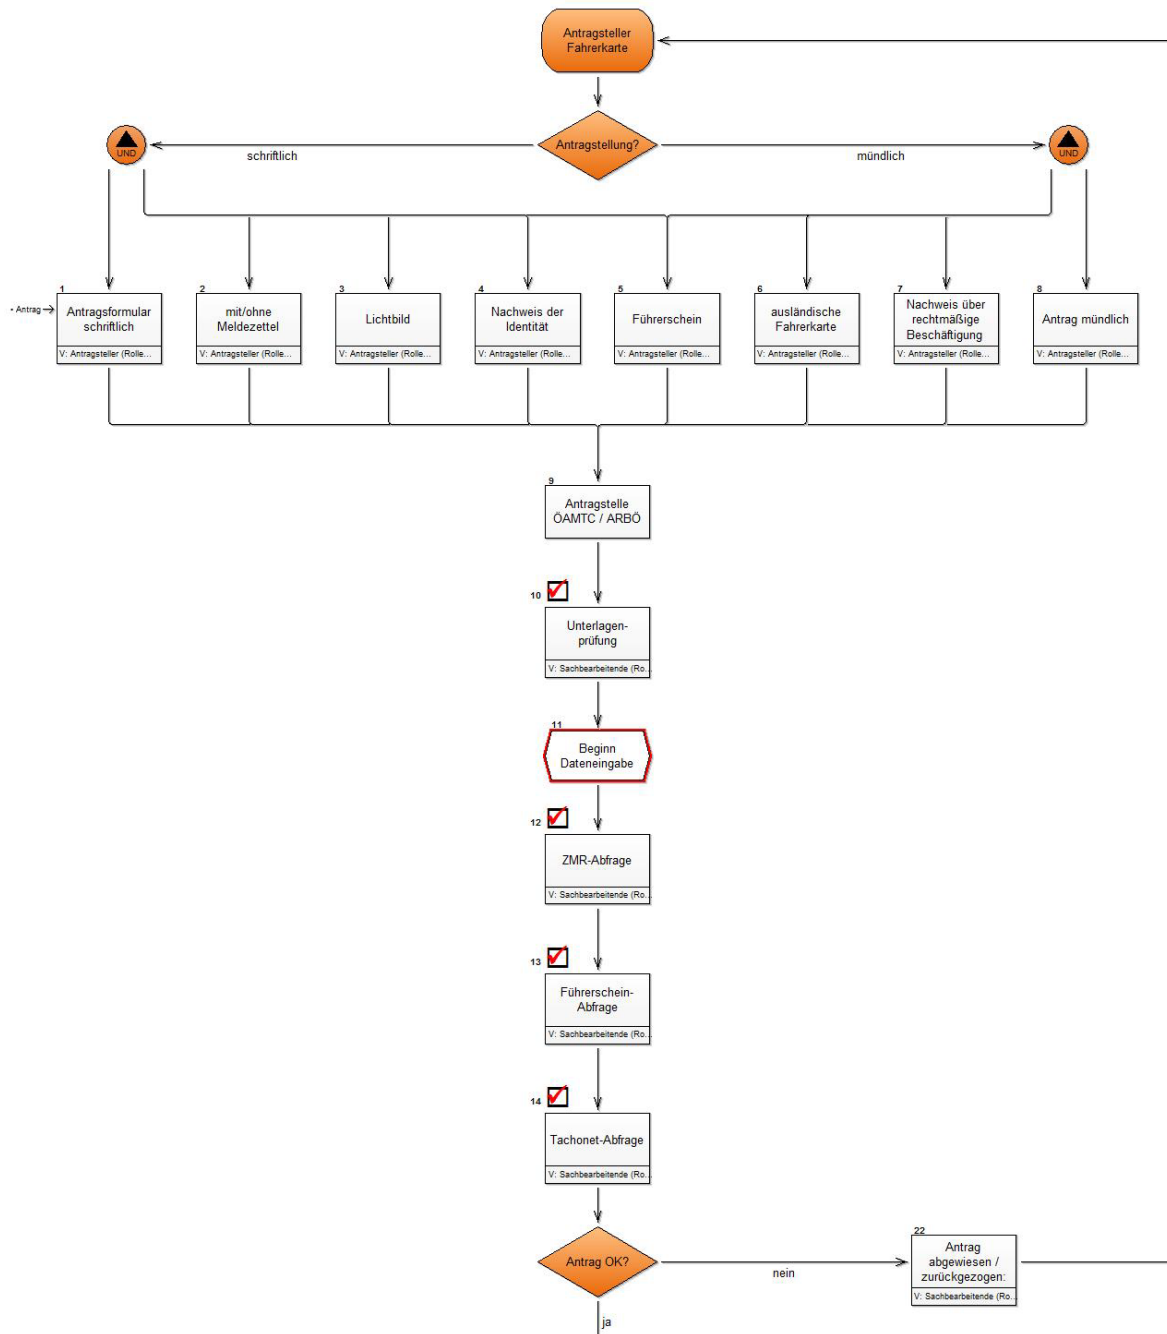 Antragsteller
Fahrerkarte
Antragstellung?
schriftlich
mündlich
UND
UND
1
2
3
4
5
6
7
8
• Antrag
Antragsformular
schriftlich
V: Antragsteller (Rolle...
mit/ohne
Meldezettel
V: Antragsteller (Rolle...
Lichtbild
V: Antragsteller (Rolle...
Nachweis der
Identität
V: Antragsteller (Rolle...
Führerschein
V: Antragsteller (Rolle...
ausländische
Fahrerkarte
V: Antragsteller (Rolle...
Nachweis über
rechtmäßige
Beschäftigung
V: Antragsteller (Rolle...
Antrag mündlich
V: Antragsteller (Rolle...
9
Antragstelle
ÖAMTC / ARBÖ
10
Unterlagen-
prüfung
V: Sachbearbeitende (Ro...
11
Beginn
Dateneingabe
12
ZMR-Abfrage
V: Sachbearbeitende (Ro...
13
Führerschein-
Abfrage
V: Sachbearbeitende (Ro...
14
Tachonet-Abfrage
V: Sachbearbeitende (Ro...
Antrag OK?
nein
ja
22
Antrag
abgewiesen /
zurückgezogen:
V: Sachbearbeitende (Ro...